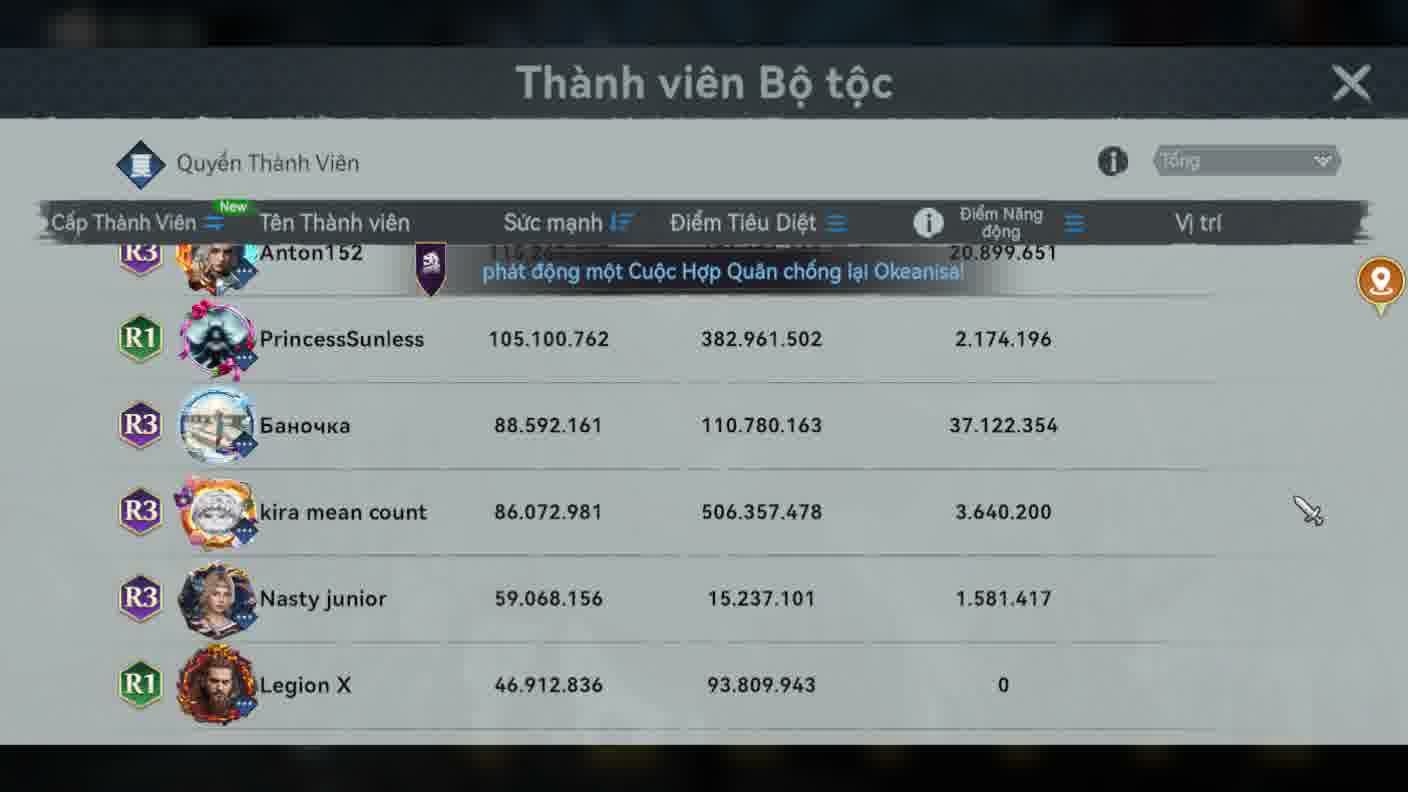 Thành viên Bộ tộc
Quyển Thành Viên
Tổng
Cấp Thành Viên New Tên Thành viên Sức mạnh Điểm Tiêu Diệt Điểm Năng động Vị trí
R3 Anton152 20.899.651
phát động một Cuộc Hợp Quân chống lại Okeanisa!
R1 PrincessSunless 105.100.762 382.961.502 2.174.196
R3 Баночка 88.592.161 110.780.163 37.122.354
R3 kira mean count 86.072.981 506.357.478 3.640.200
R3 Nasty junior 59.068.156 15.237.101 1.581.417
R1 Legion X 46.912.836 93.809.943 0